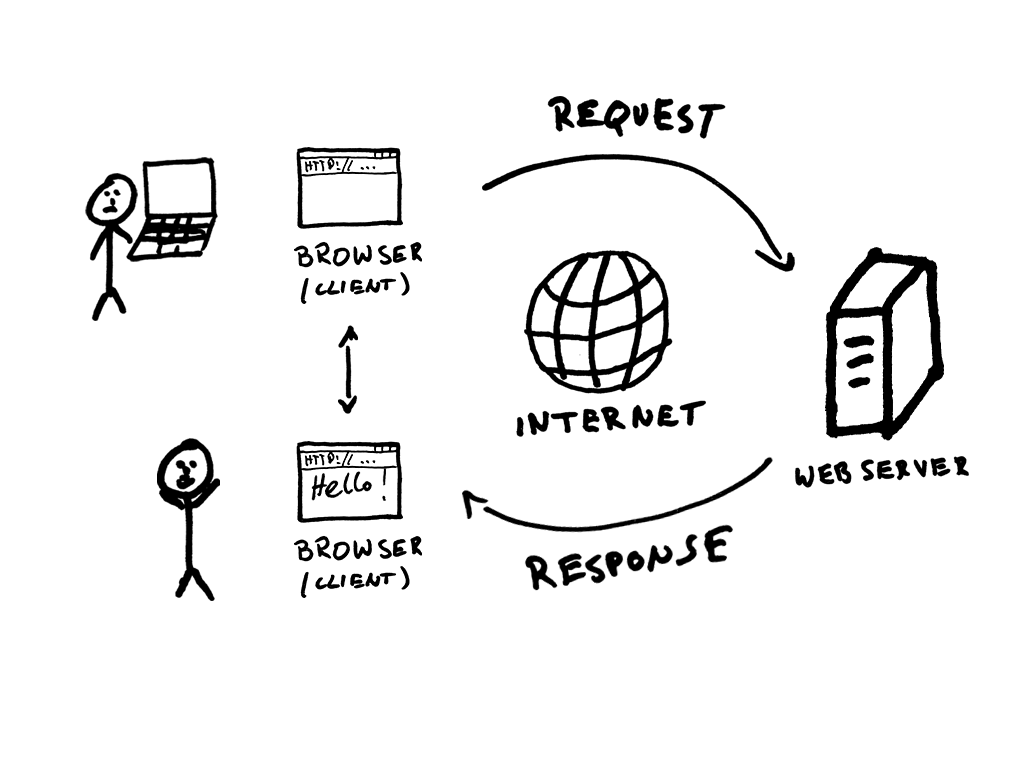 REQUEST
HTTP://...
BROWSER
(CLIENT)
INTERNET
WEB SERVER
HTTP://...
Hello!
BROWSER
(CLIENT)
RESPONSE